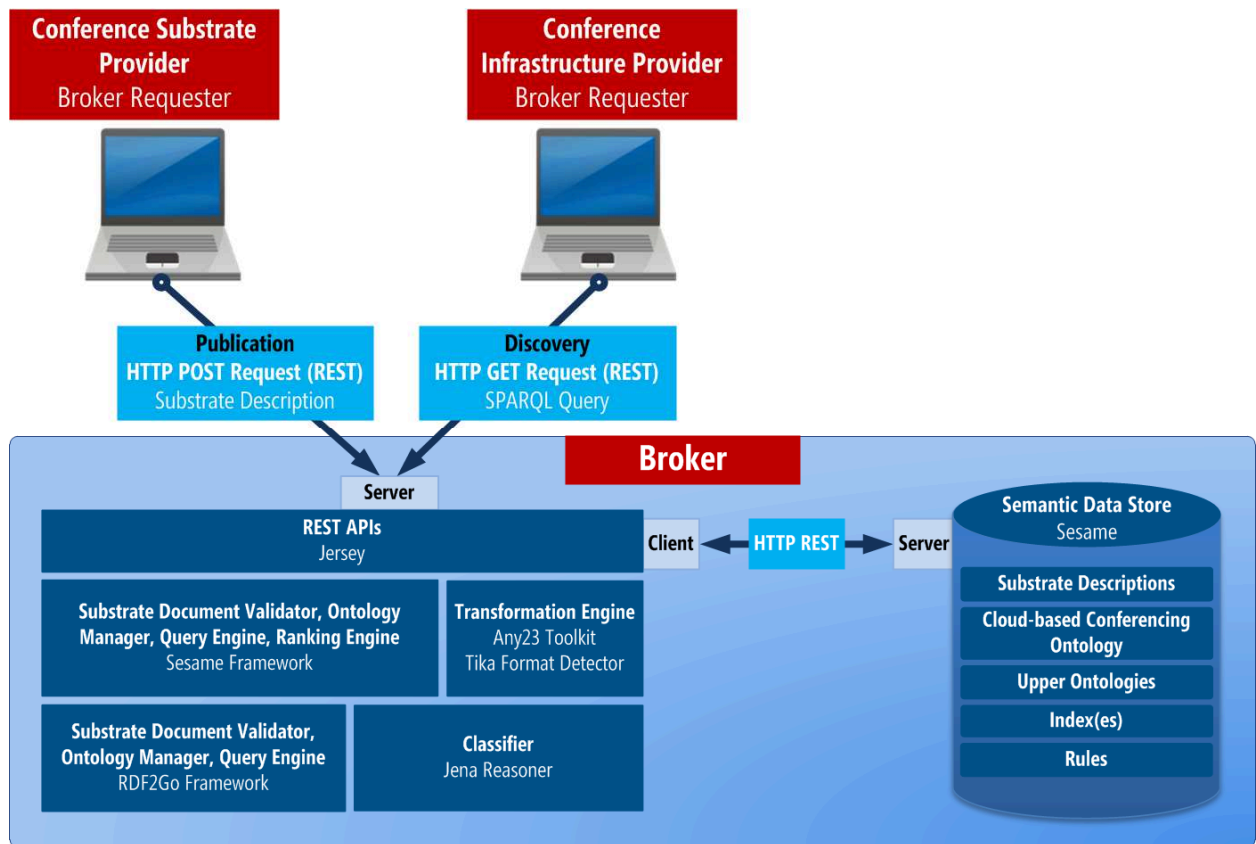 Conference Substrate
Provider
Broker Requester
Conference
Infrastructure Provider
Broker Requester
Publication
HTTP POST Request (REST)
Substrate Description
Discovery
HTTP GET Request (REST)
SPARQL Query
Broker
Server
REST APIs
Jersey
Client
HTTP REST
Server
Substrate Document Validator, Ontology
Manager, Query Engine, Ranking Engine
Sesame Framework
Transformation Engine
Any23 Toolkit
Tika Format Detector
Substrate Document Validator,
Ontology Manager, Query Engine
RDF2Go Framework
Classifier
Jena Reasoner
Semantic Data Store
Sesame
Substrate Descriptions
Cloud-based Conferencing
Ontology
Upper Ontologies
Index(es)
Rules